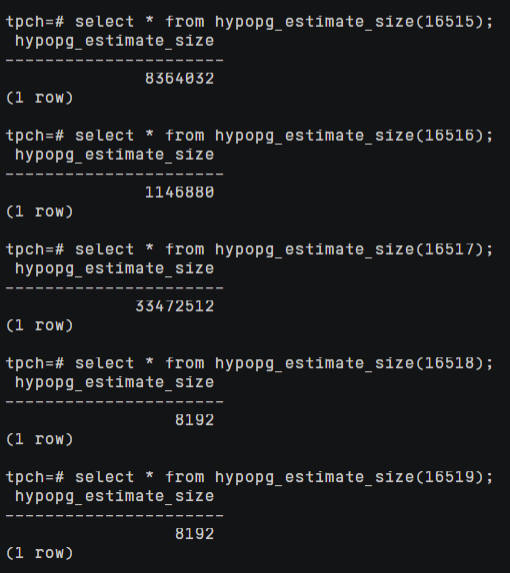 tpch=# select * from hypopg_estimate_size(16515);
 hypopg_estimate_size
----------------------
              8364032
(1 row)

tpch=# select * from hypopg_estimate_size(16516);
 hypopg_estimate_size
----------------------
              1146880
(1 row)

tpch=# select * from hypopg_estimate_size(16517);
 hypopg_estimate_size
----------------------
             33472512
(1 row)

tpch=# select * from hypopg_estimate_size(16518);
 hypopg_estimate_size
----------------------
                 8192
(1 row)

tpch=# select * from hypopg_estimate_size(16519);
 hypopg_estimate_size
----------------------
                 8192
(1 row)